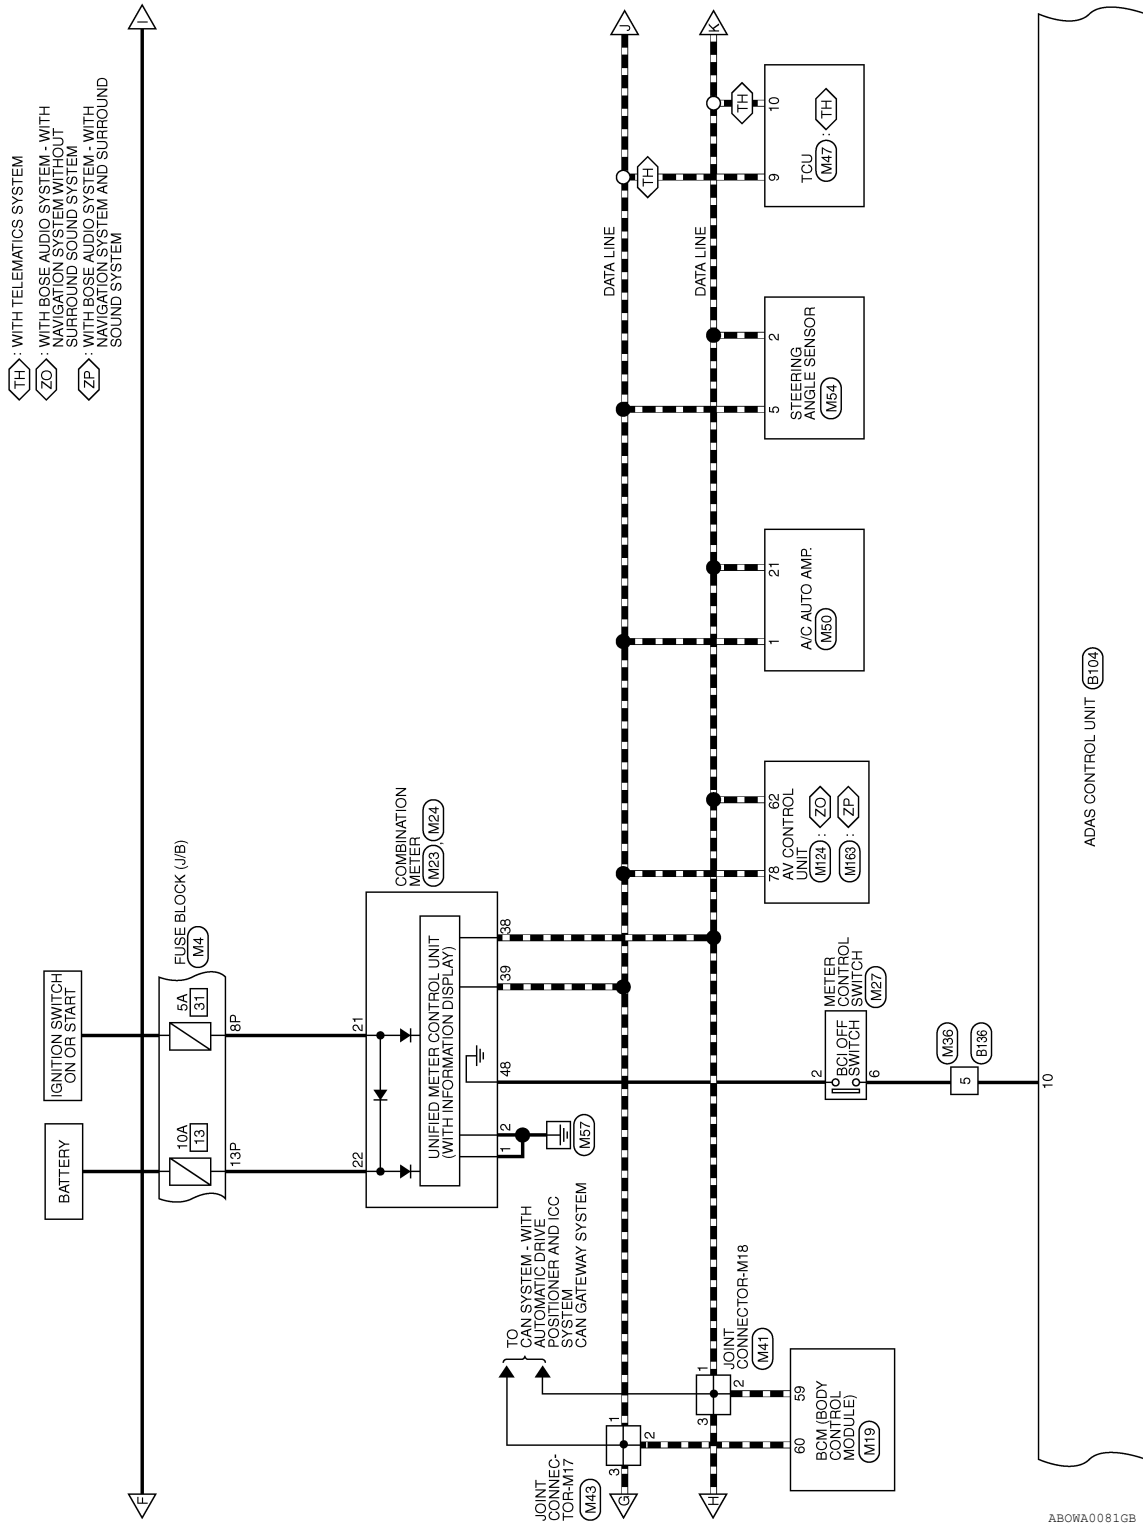 TH : WITH TELEMATICS SYSTEM
ZO : WITH BOSE AUDIO SYSTEM - WITH
NAVIGATION SYSTEM WITHOUT
SURROUND SOUND SYSTEM
ZP : WITH BOSE AUDIO SYSTEM - WITH
NAVIGATION SYSTEM AND SURROUND
SOUND SYSTEM
F
I
BATTERY
IGNITION SWITCH
ON OR START
10A
13
5A
31
FUSE BLOCK (J/B)
M4
13P
8P
22
21
COMBINATION
METER
M23 , M24
UNIFIED METER CONTROL UNIT
(WITH INFORMATION DISPLAY)
1
2
48
39
38
M57
TO
CAN SYSTEM - WITH
AUTOMATIC DRIVE
POSITIONER AND ICC
SYSTEM
CAN GATEWAY SYSTEM
JOINT
CONNEC-
TOR-M17
M43
3
1
2
G
DATA LINE
J
TH
H
3
1
2
JOINT
CONNECTOR-M18
M41
DATA LINE
K
TH
60
59
BCM (BODY
CONTROL
MODULE)
M19
2
BCI OFF
SWITCH
6
METER
CONTROL
SWITCH
M27
78
62
AV CONTROL
UNIT
M124 : ZO
M163 : ZP
1
21
A/C AUTO AMP.
M50
5
2
STEERING
ANGLE SENSOR
M54
9
10
TCU
M47 : TH
5
M36
B136
10
ADAS CONTROL UNIT B104
ABOWA0081GB